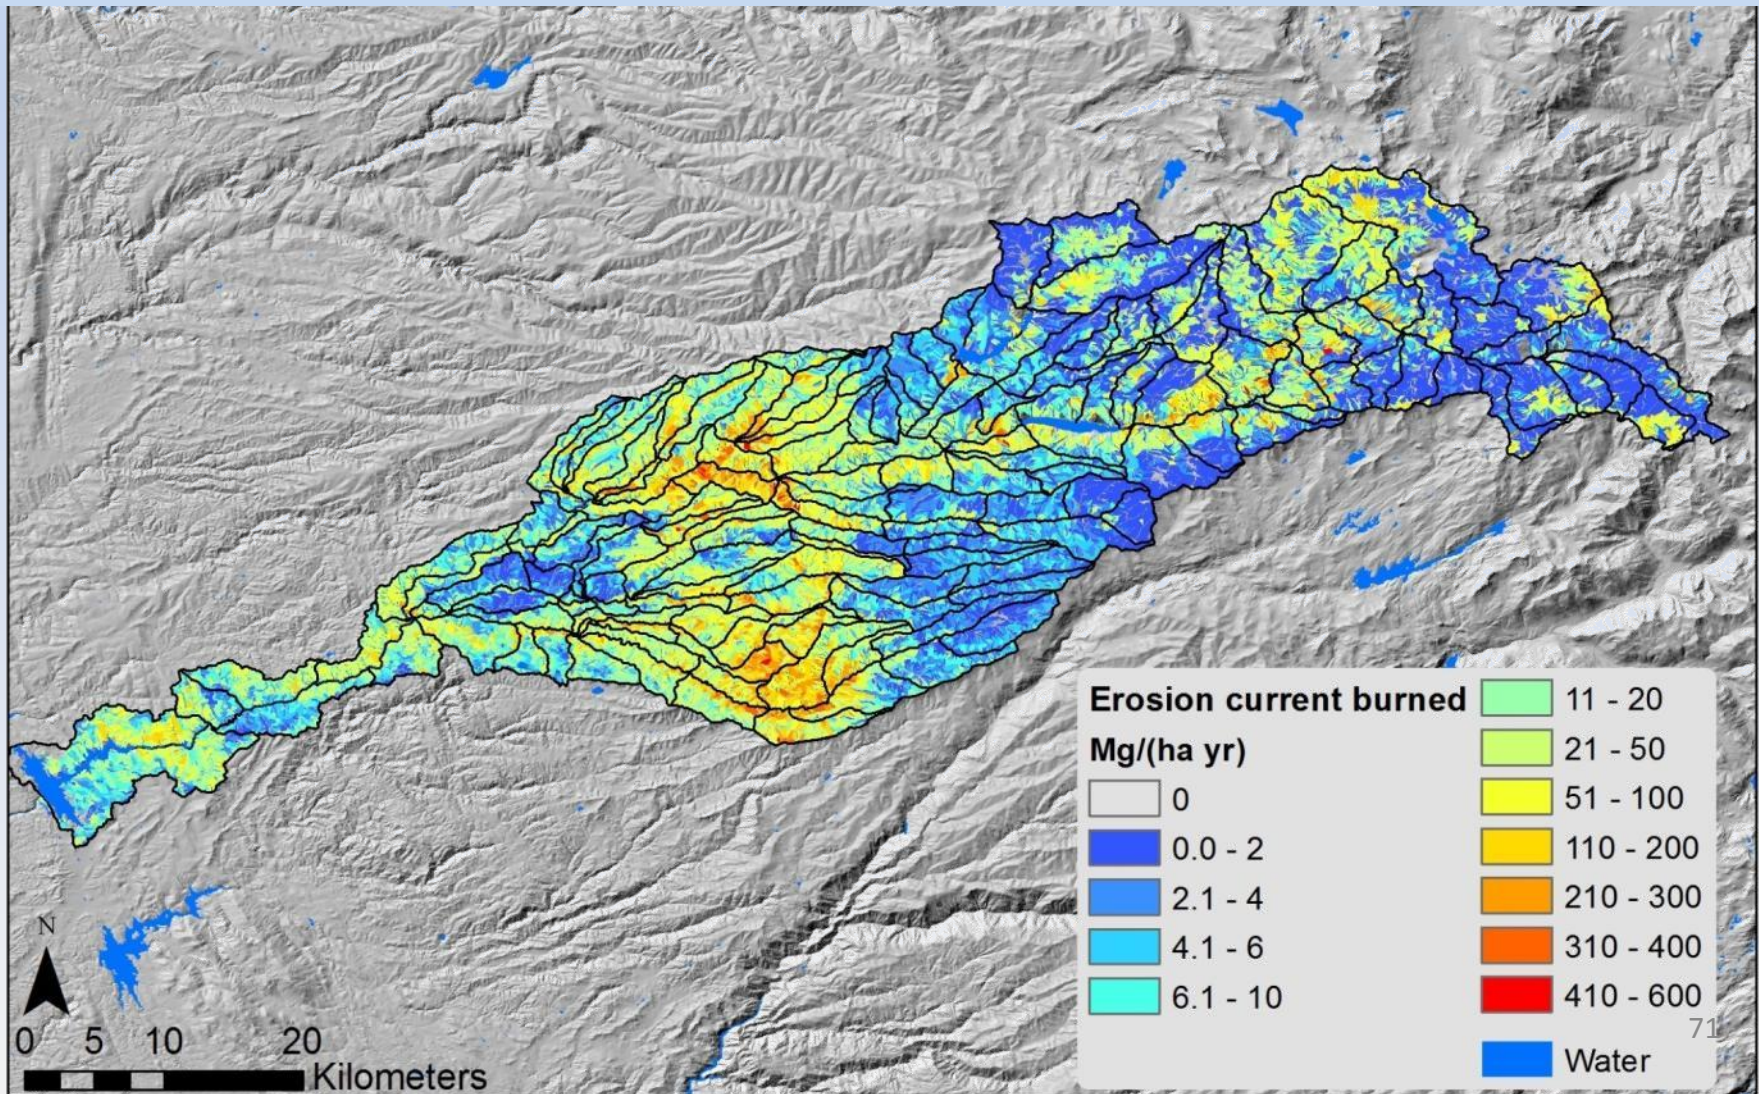 Erosion current burned
Mg/(ha yr)
0
0.0 - 2
2.1 - 4
4.1 - 6
6.1 - 10
11 - 20
21 - 50
51 - 100
110 - 200
210 - 300
310 - 400
410 - 600
Water
71
N
0 5 10 20
Kilometers